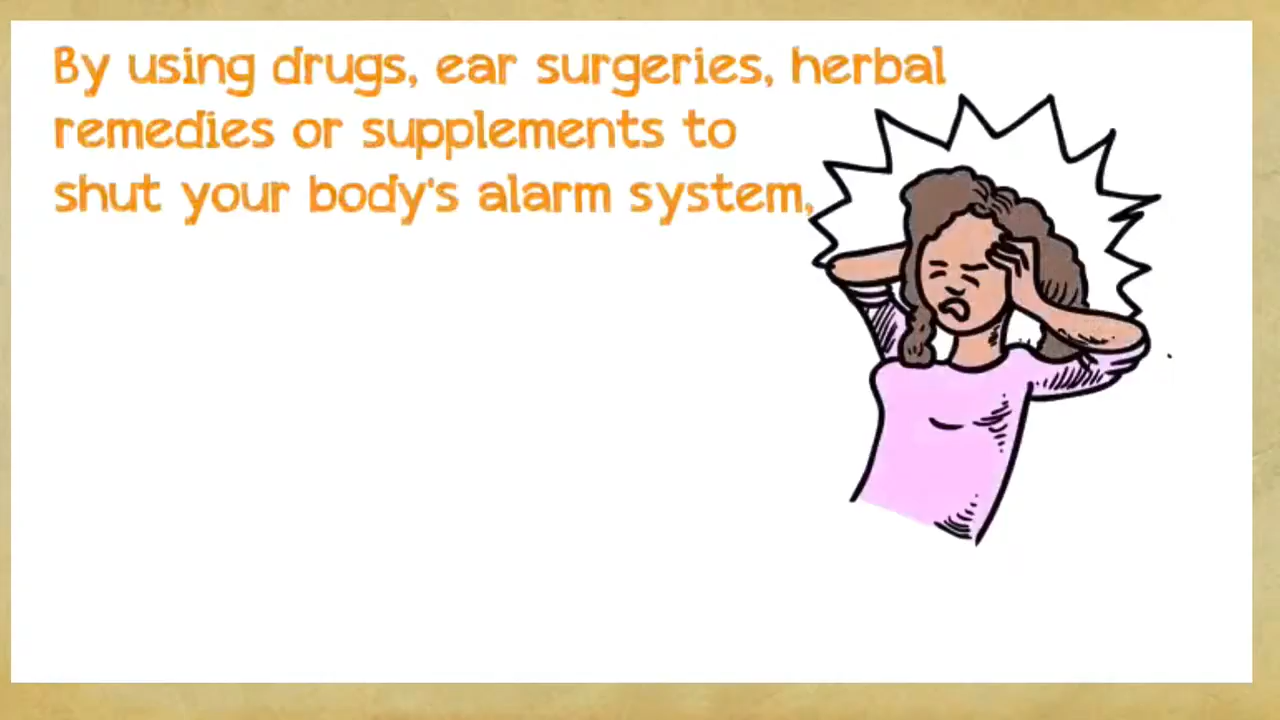 By using drugs, ear surgeries, herbal
remedies or supplements to
shut your body's alarm system,